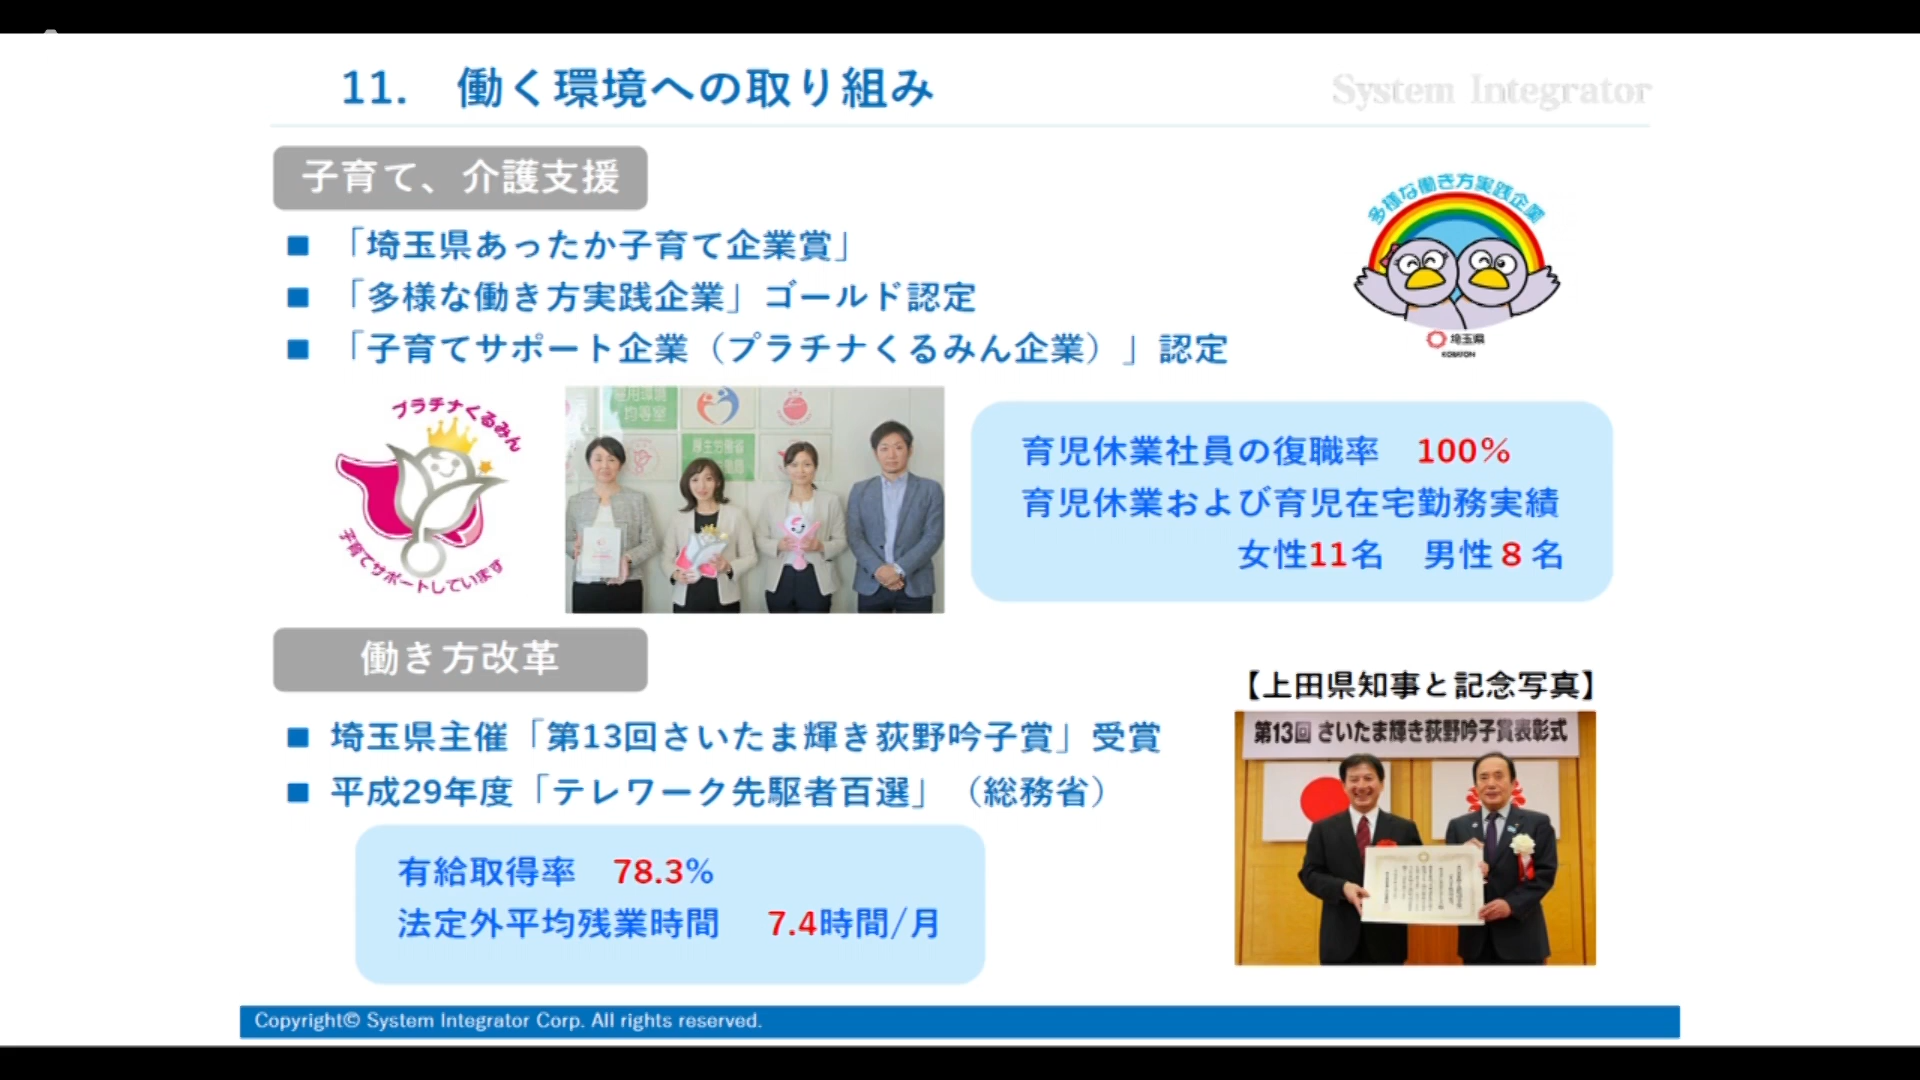 11.　働く環境への取り組み
System Integrator
子育て、介護支援
■ 「埼玉県あったか子育て企業賞」
■ 「多様な働き方実践企業」ゴールド認定
■ 「子育てサポート企業（プラチナくるみん企業）」認定
多様な働き方実践企業
埼玉県
KOBATON
プラチナくるみん
子育てサポートしています
雇用環境
均等室
厚生労働省
育児休業社員の復職率　100%
育児休業および育児在宅勤務実績
女性11名　男性８名
働き方改革
■ 埼玉県主催「第13回さいたま輝き荻野吟子賞」受賞
■ 平成29年度「テレワーク先駆者百選」（総務省）
有給取得率　78.3%
法定外平均残業時間　7.4時間/月
【上田県知事と記念写真】
第13回 さいたま輝き荻野吟子賞表彰式
Copyright© System Integrator Corp. All rights reserved.